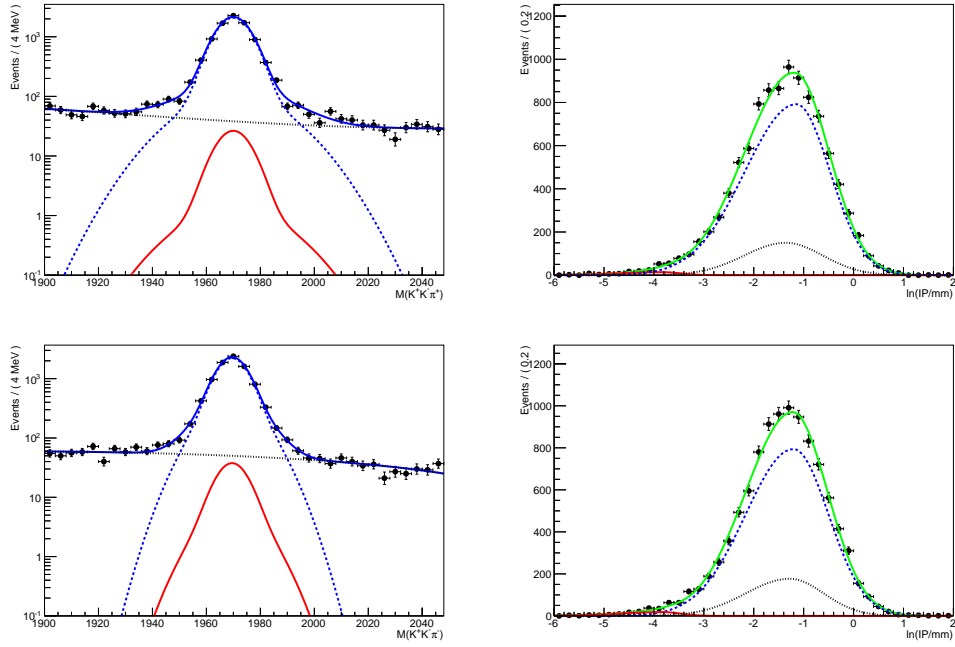 Events / ( 4 MeV )
10³
10²
10
1
10⁻¹
1900 1920 1940 1960 1980 2000 2020 2040
M(K⁺K⁻π⁺)
Events / ( 0.2 )
1200
1000
800
600
400
200
0
-6 -5 -4 -3 -2 -1 0 1 2
ln(IP/mm)
Events / ( 4 MeV )
10³
10²
10
1
10⁻¹
1900 1920 1940 1960 1980 2000 2020 2040
M(K⁺K⁻π⁻)
Events / ( 0.2 )
1200
1000
800
600
400
200
0
-6 -5 -4 -3 -2 -1 0 1 2
ln(IP/mm)